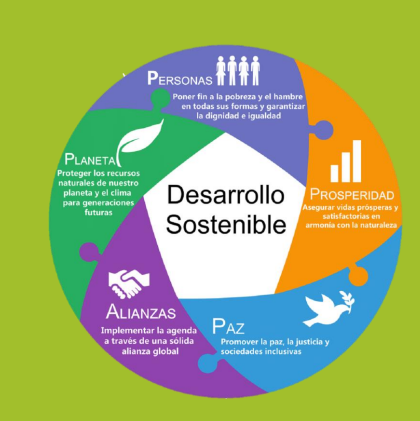 PERSONAS
Poner fin a la pobreza y el hambre
en todas sus formas y garantizar
la dignidad e igualdad
PROSPERIDAD
Asegurar vidas prósperas y
satisfactorias en
armonía con la naturaleza
PAZ
Promover la paz, la justicia y
sociedades inclusivas
ALIANZAS
Implementar la agenda
a través de una sólida
alianza global
PLANETA
Proteger los recursos
naturales de nuestro
planeta y el clima
para generaciones
futuras
Desarrollo
Sostenible